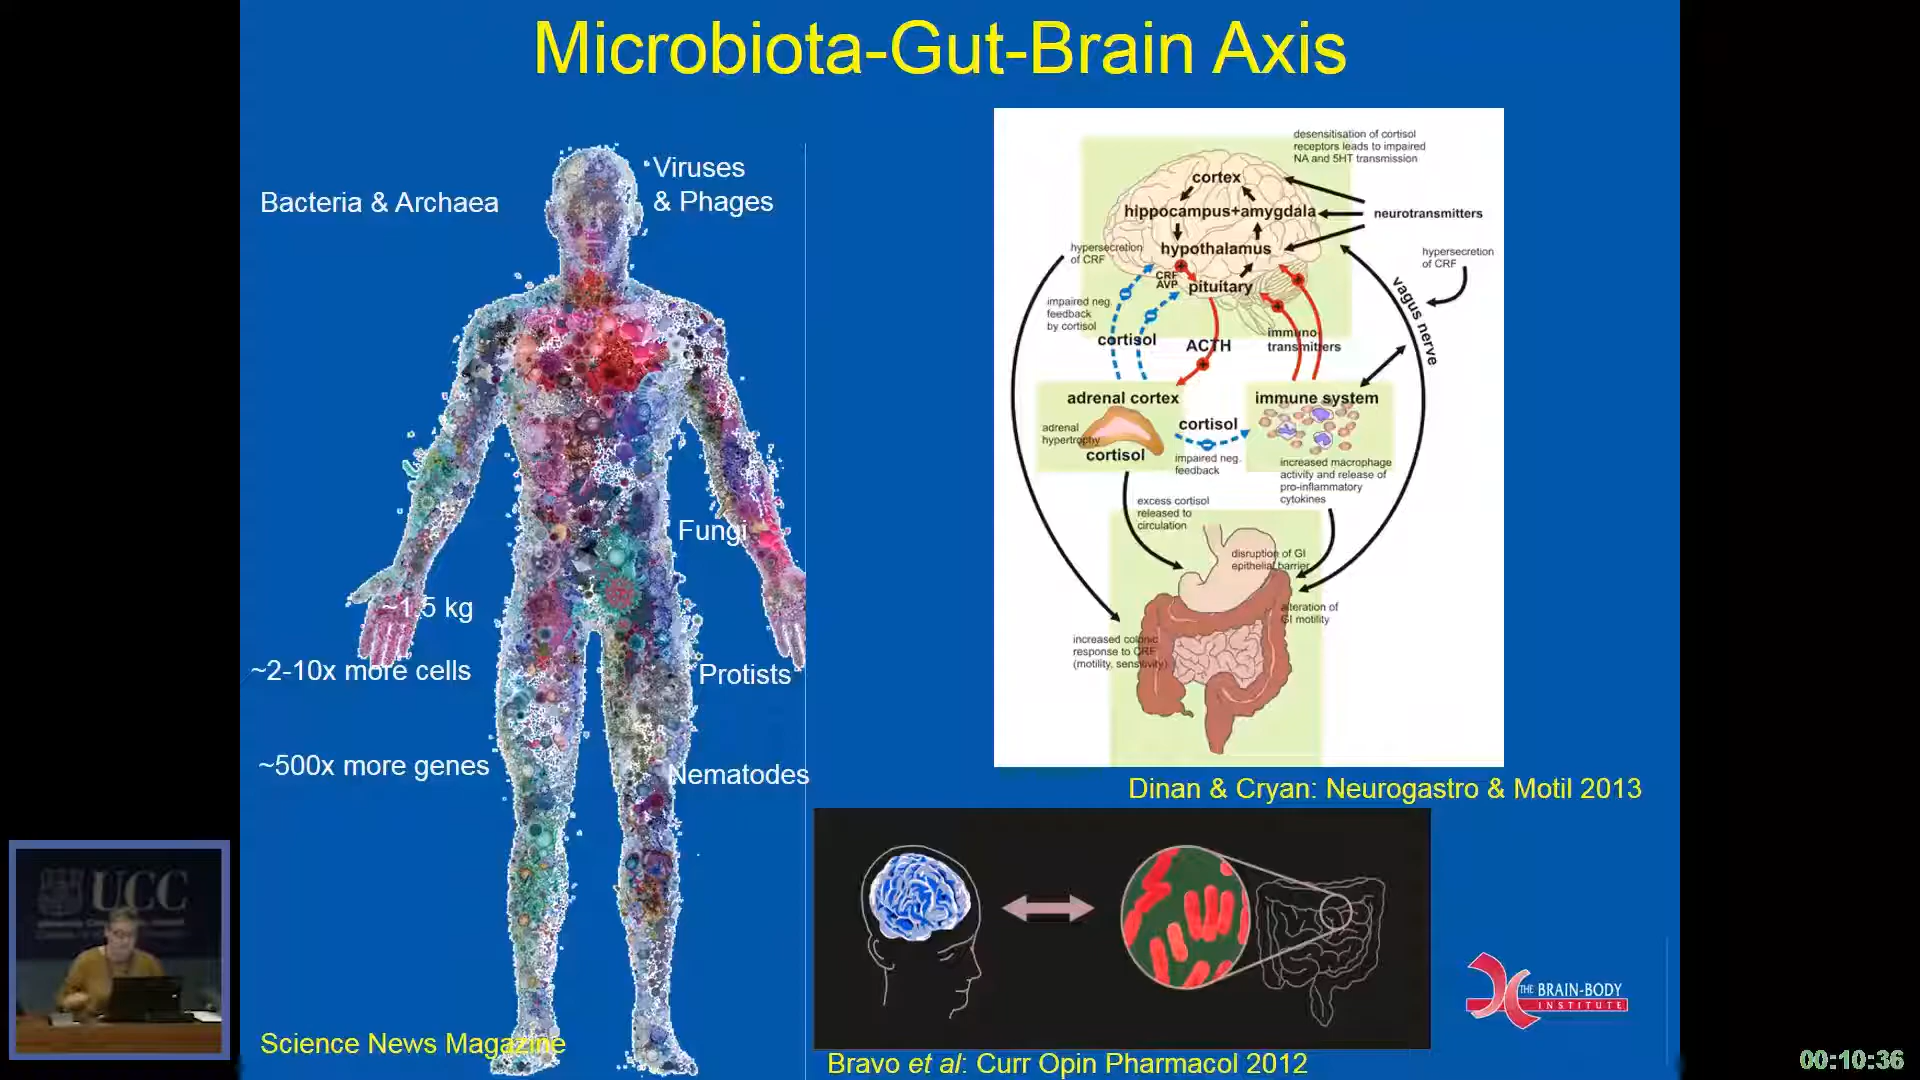 Microbiota-Gut-Brain Axis
Bacteria & Archaea
Viruses
& Phages
Fungi
~1.5 kg
~2-10x more cells
Protists
~500x more genes
Nematodes
Science News Magazine
desensitisation of cortisol
receptors leads to impaired
NA and 5HT transmission
cortex
hippocampus+amygdala
neurotransmitters
hypothalamus
hypersecretion
of CRF
hypersecretion
of CRF
CRF
AVP
pituitary
vagus nerve
impaired neg.
feedback
by cortisol
cortisol
ACTH
immuno-
transmitters
adrenal cortex
immune system
adrenal
hypertrophy
cortisol
cortisol
impaired neg.
feedback
increased macrophage
activity and release of
pro-inflammatory
cytokines
excess cortisol
released to
circulation
disruption of GI
epithelial barrier
alteration of
GI motility
increased colonic
response to CRF
(motility, sensitivity)
Dinan & Cryan: Neurogastro & Motil 2013
Bravo et al: Curr Opin Pharmacol 2012
THE BRAIN-BODY
INSTITUTE
UCC
00:10:36